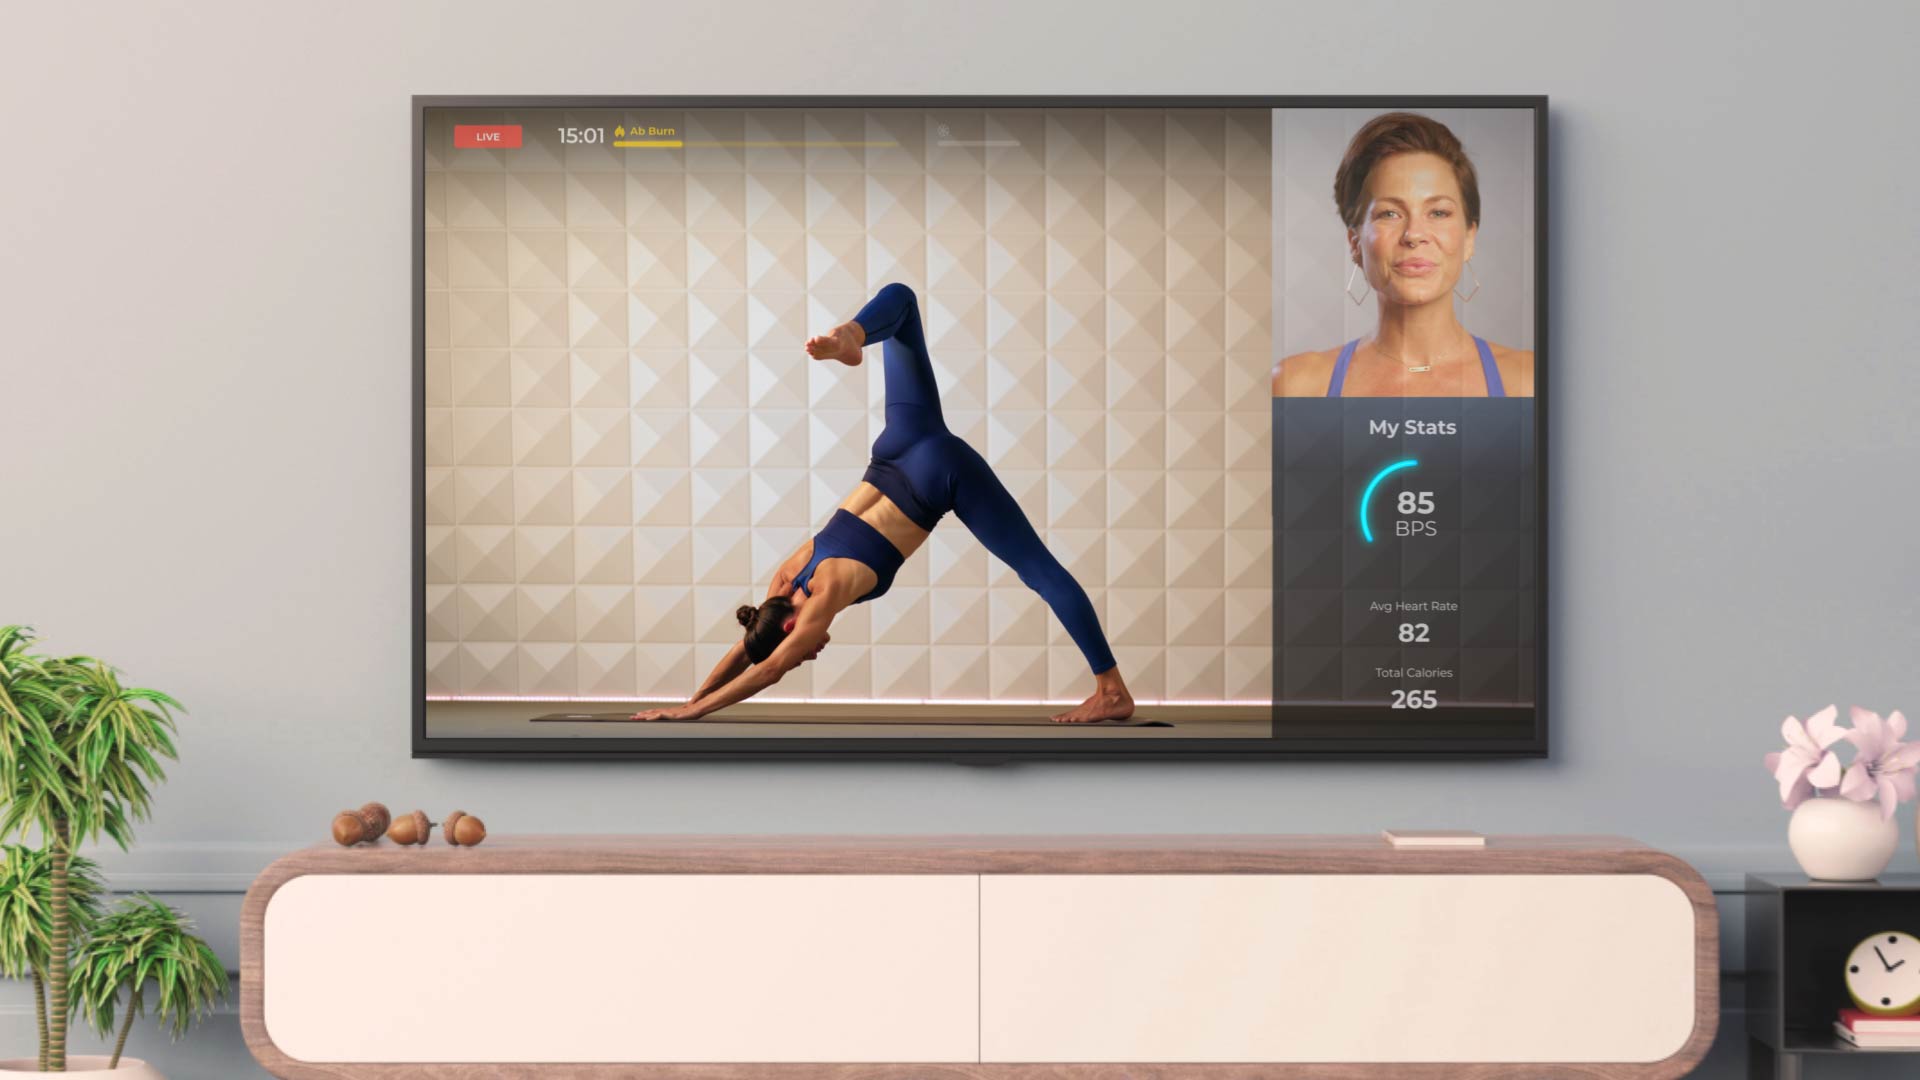 LIVE
15:01
Ab Burn
My Stats
85
BPS
Avg Heart Rate
82
Total Calories
265